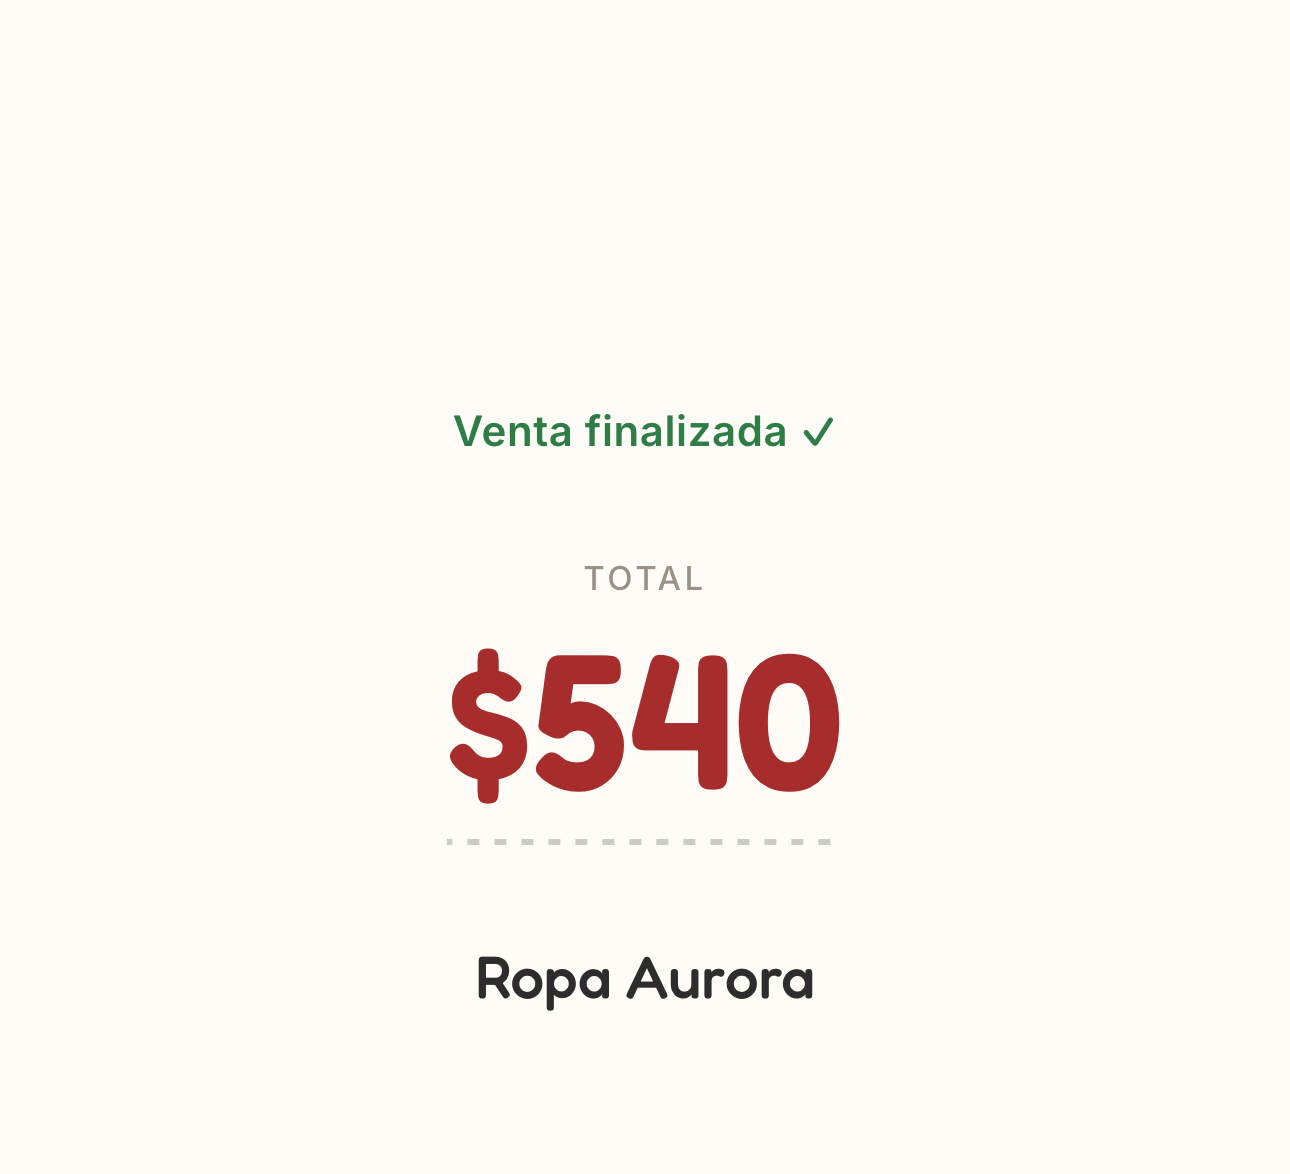 Venta finalizada ✓
TOTAL
$540
Ropa Aurora